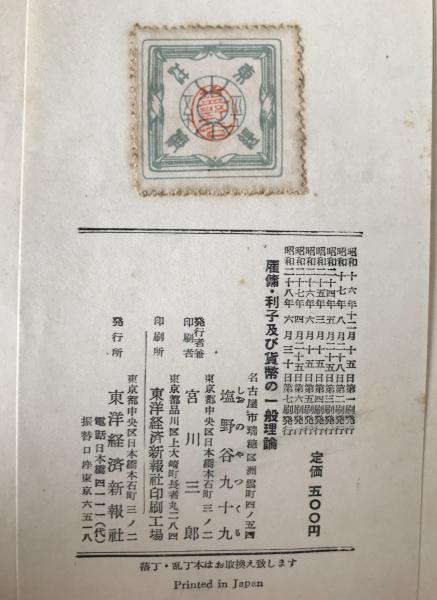 昭和十六年十二月十五日第一刷発行
昭和十七年八月二十八日第二刷発行
昭和二十四年五月二十五日第三刷発行
昭和二十五年三月十五日第四刷発行
昭和二十六年六月十五日第五刷発行
昭和二十七年四月二十五日第六刷発行
昭和二十八年六月三十日第七刷発行
定価 五〇〇円
雇傭・利子及び貨幣の一般理論
名古屋市瑞穂区洲雲町四ノ五四
おのやつくも
塩野谷九十九
東京都中央区日本橋本石町三ノ二
発行者兼印刷者 宮川三郎
東京都品川区上大崎町長者丸二八四
印刷所 東洋経済新報社印刷工場
東京都中央区日本橋本石町三ノ二
発行所 東洋経済新報社
電話日本橋四一一一(代)
振替口座東京六五一八
落丁・乱丁本はお取換え致します
Printed in Japan